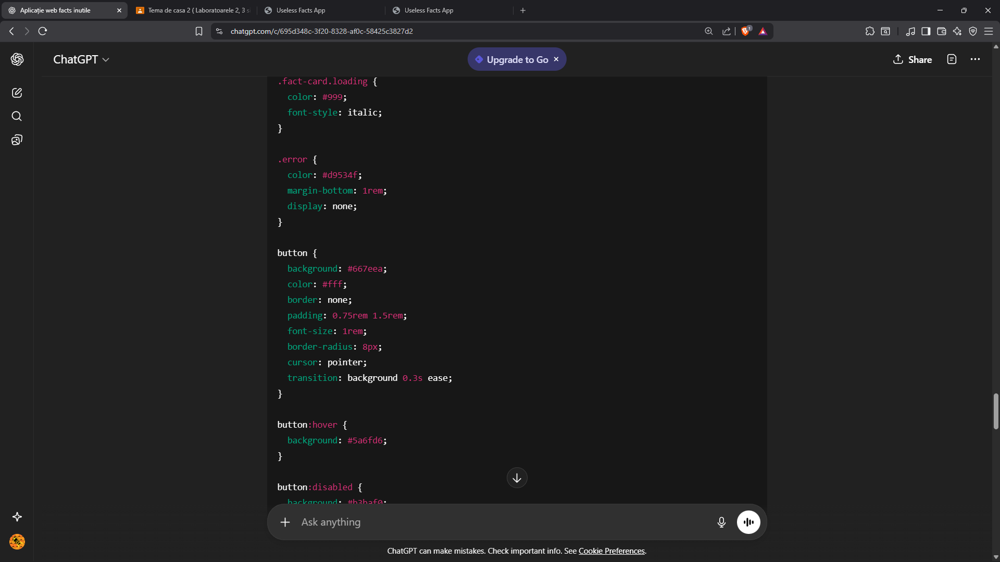 Aplicație web facts inutile
Tema de casa 2 ( Laboratoarele 2, 3 și
Useless Facts App
Useless Facts App
chatgpt.com/c/695d348c-3f20-8328-af0c-58425c3827d2
1
ChatGPT
Upgrade to Go
Share
.fact-card.loading {
  color: #999;
  font-style: italic;
}
.error {
  color: #d9534f;
  margin-bottom: 1rem;
  display: none;
}
button {
  background: #667eea;
  color: #fff;
  border: none;
  padding: 0.75rem 1.5rem;
  font-size: 1rem;
  border-radius: 8px;
  cursor: pointer;
  transition: background 0.3s ease;
}
button:hover {
  background: #5a6fd6;
}
button:disabled {
  background: #b3baf0;
Ask anything
ChatGPT can make mistakes. Check important info. See Cookie Preferences.